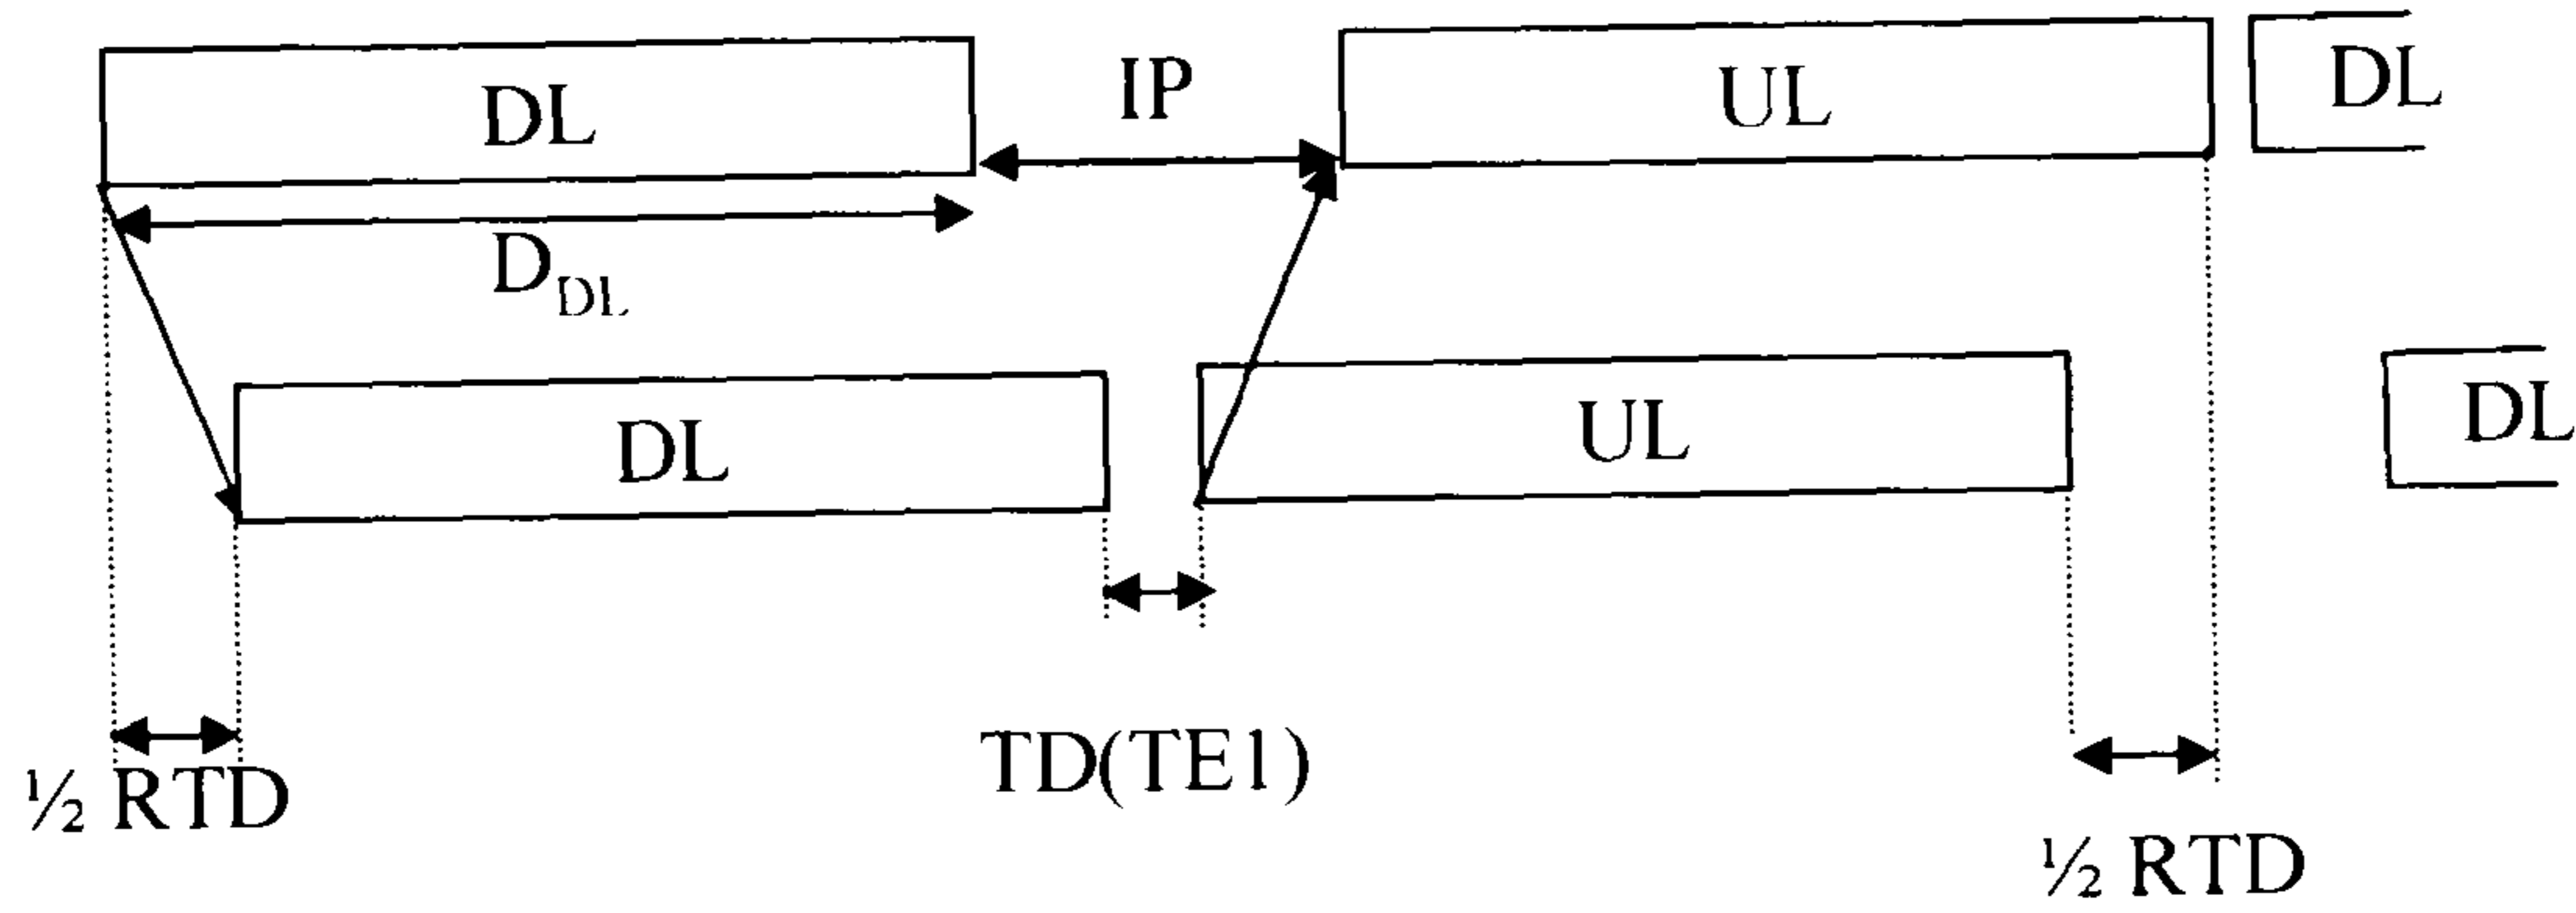 DL IP UL DL
D_DL
DL UL DL
TD(TE1)
½ RTD
½ RTD